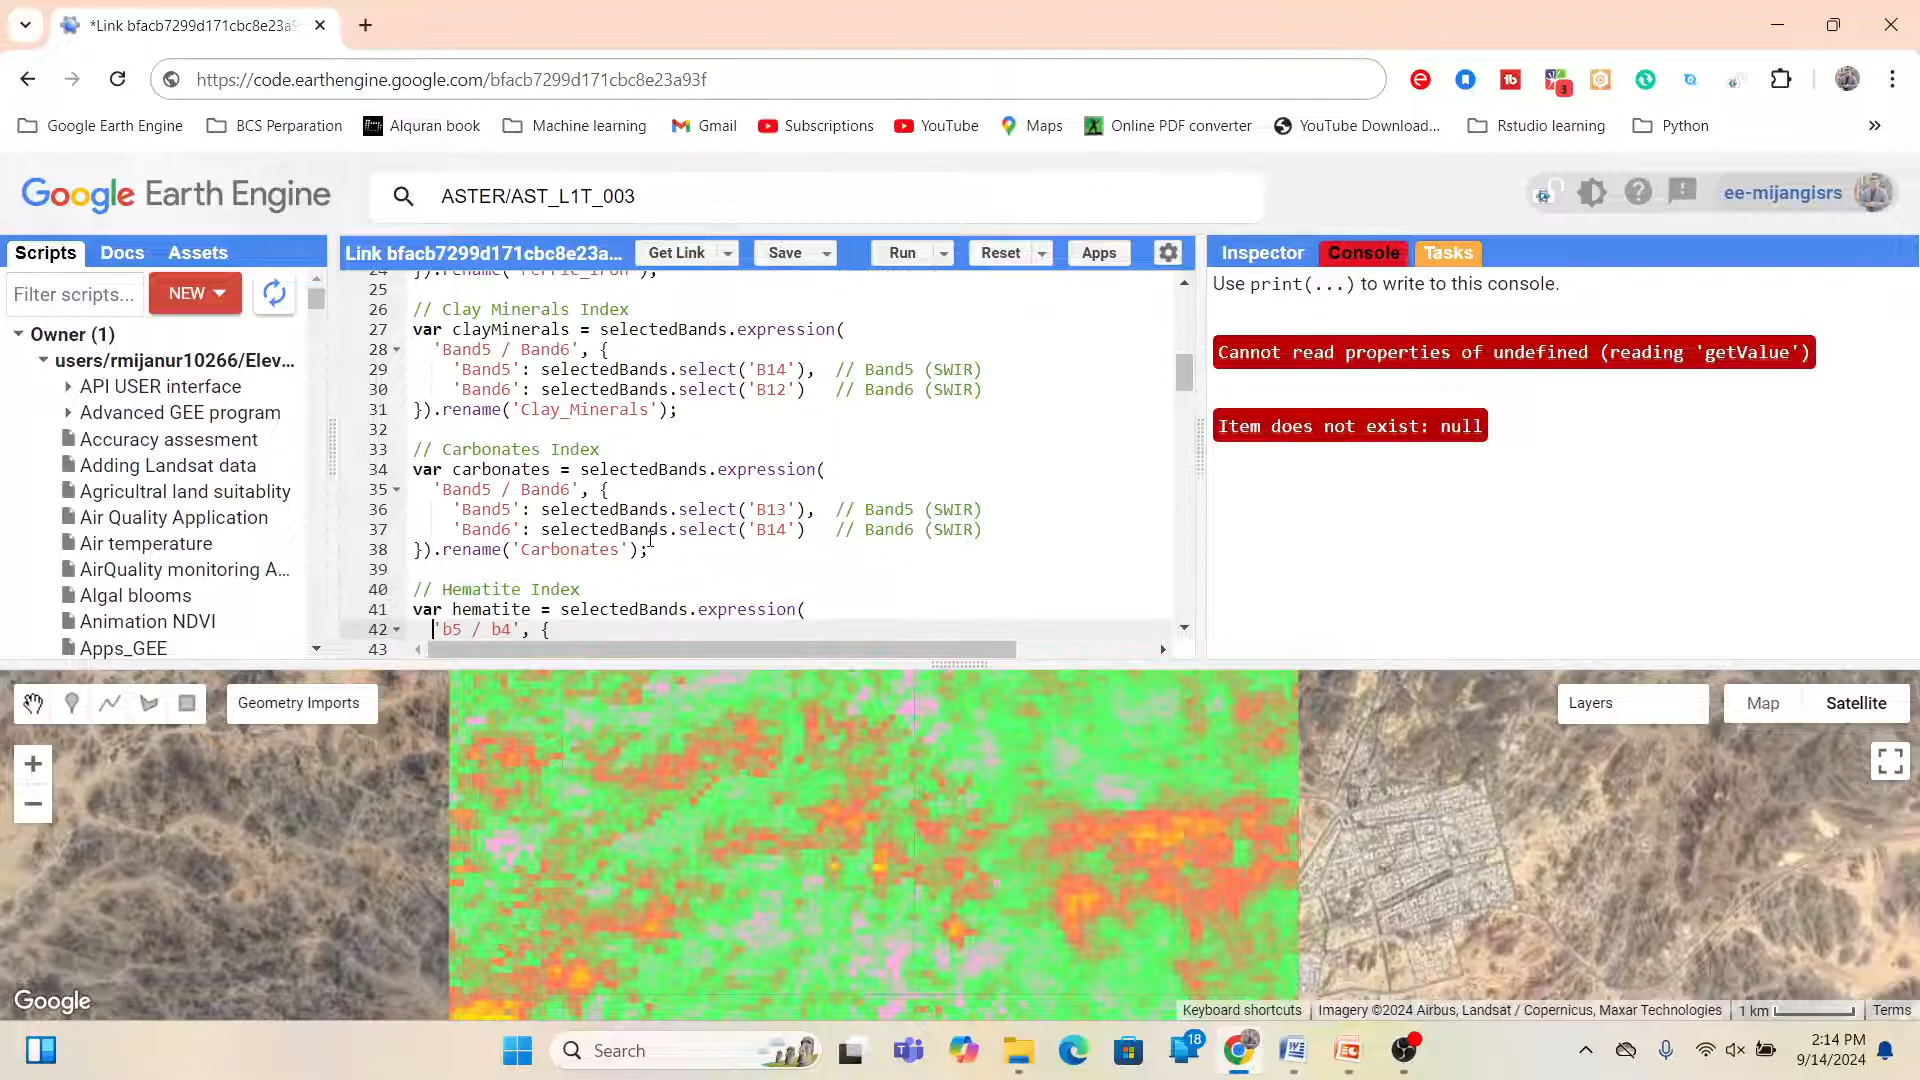 *Link bfacb7299d171cbc8e23a9
https://code.earthengine.google.com/bfacb7299d171cbc8e23a93f
3
Google Earth Engine
BCS Perparation
Alquran book
Machine learning
Gmail
Subscriptions
YouTube
Maps
Online PDF converter
YouTube Download...
Rstudio learning
Python
»
Google Earth Engine
ASTER/AST_L1T_003
ee-mijangisrs
Scripts Docs Assets
Filter scripts...
NEW
Owner (1)
users/rmijanur10266/Elev...
API USER interface
Advanced GEE program
Accuracy assesment
Adding Landsat data
Agricultral land suitablity
Air Quality Application
Air temperature
AirQuality monitoring A...
Algal blooms
Animation NDVI
Apps_GEE
Link bfacb7299d171cbc8e23a...
Get Link
Save
Run
Reset
Apps
24 }).rename('Ferric_Iron');
25
26 // Clay Minerals Index
27 var clayMinerals = selectedBands.expression(
28 'Band5 / Band6', {
29 'Band5': selectedBands.select('B14'), // Band5 (SWIR)
30 'Band6': selectedBands.select('B12') // Band6 (SWIR)
31 }).rename('Clay_Minerals');
32
33 // Carbonates Index
34 var carbonates = selectedBands.expression(
35 'Band5 / Band6', {
36 'Band5': selectedBands.select('B13'), // Band5 (SWIR)
37 'Band6': selectedBands.select('B14') // Band6 (SWIR)
38 }).rename('Carbonates');
39
40 // Hematite Index
41 var hematite = selectedBands.expression(
42 'b5 / b4', {
43
Inspector Console Tasks
Use print(...) to write to this console.
Cannot read properties of undefined (reading 'getValue')
Item does not exist: null
Geometry Imports
Layers
Map
Satellite
+
−
Google
Keyboard shortcuts
Imagery ©2024 Airbus, Landsat / Copernicus, Maxar Technologies
1 km
Terms
Search
18
2:14 PM
9/14/2024